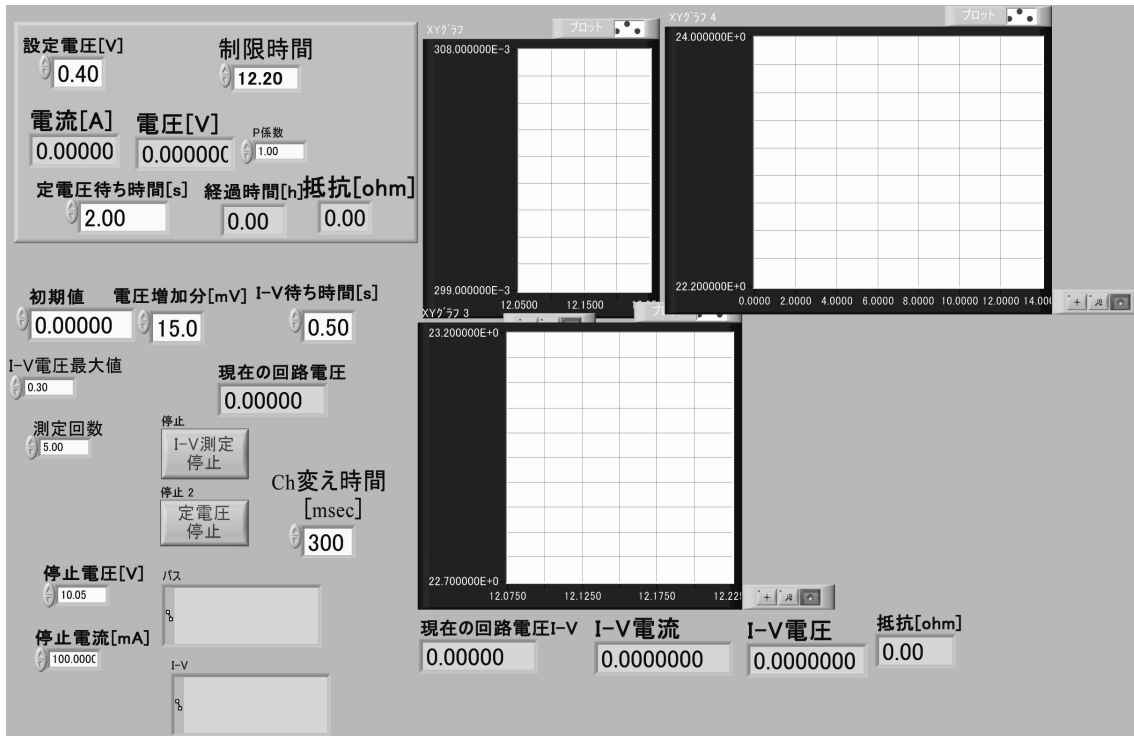 設定電圧[V]
0.40
制限時間
12.20
電流[A]
0.00000
電圧[V]
0.000000
P係数
1.00
定電圧待ち時間[s]
2.00
経過時間[h]
0.00
抵抗[ohm]
0.00
初期値
0.00000
電圧増加分[mV]
15.0
I-V待ち時間[s]
0.50
I-V電圧最大値
0.30
現在の回路電圧
0.00000
測定回数
5.00
停止
I-V測定
停止
停止 2
定電圧
停止
Ch変え時間
[msec]
300
停止電圧[V]
10.05
パス
停止電流[mA]
100.000
I-V
XYグラフ
プロット
308.000000E-3
299.000000E-3
12.0500 12.1500
XYグラフ 4
プロット
24.000000E+0
22.200000E+0
0.0000 2.0000 4.0000 6.0000 8.0000 10.0000 12.0000 14.000
XYグラフ 3
23.200000E+0
22.700000E+0
12.0750 12.1250 12.1750 12.225
現在の回路電圧I-V
0.00000
I-V電流
0.0000000
I-V電圧
0.0000000
抵抗[ohm]
0.00